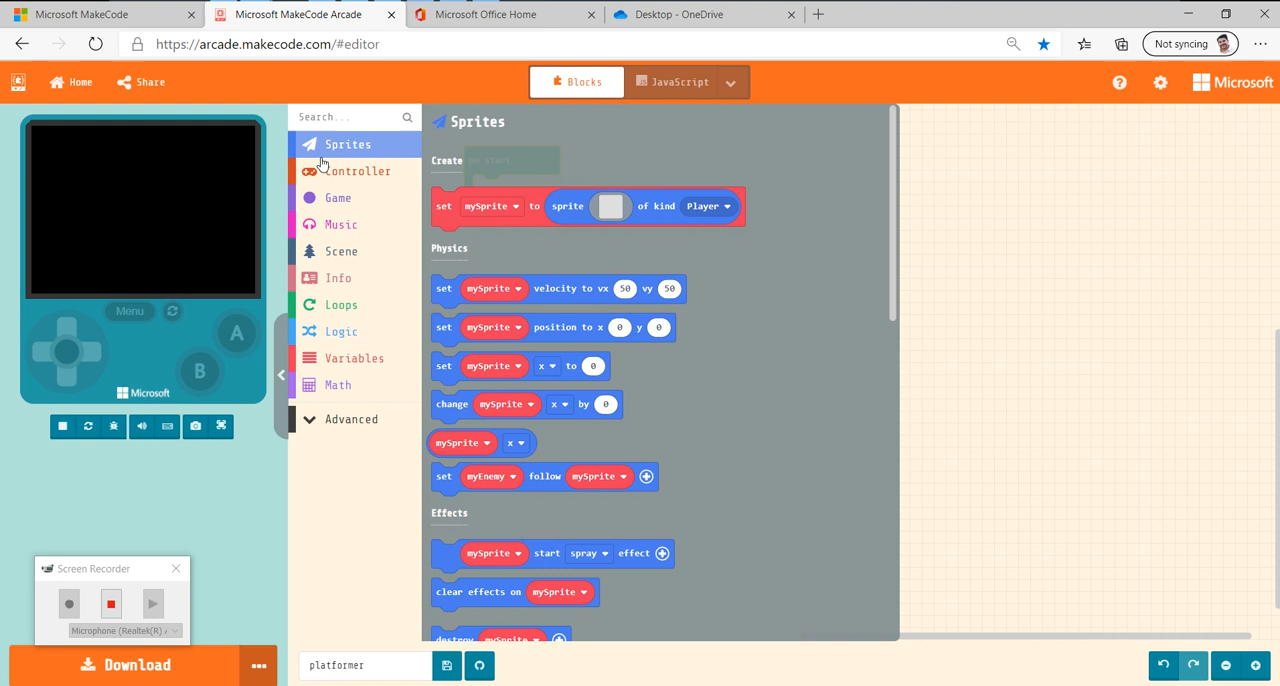 Microsoft MakeCode
Microsoft MakeCode Arcade
Microsoft Office Home
Desktop - OneDrive
https://arcade.makecode.com/#editor
Not syncing
Home
Share
Blocks
JavaScript
Microsoft
Search...
Sprites
Controller
Game
Music
Scene
Info
Loops
Logic
Variables
Math
Advanced
Sprites
Create
on start
set mySprite to sprite of kind Player
Physics
set mySprite velocity to vx 50 vy 50
set mySprite position to x 0 y 0
set mySprite x to 0
change mySprite x by 0
mySprite x
set myEnemy follow mySprite
Effects
mySprite start spray effect
clear effects on mySprite
destroy mySprite
Menu
A
B
Microsoft
Screen Recorder
Microphone (Realtek(R)
Download
platformer